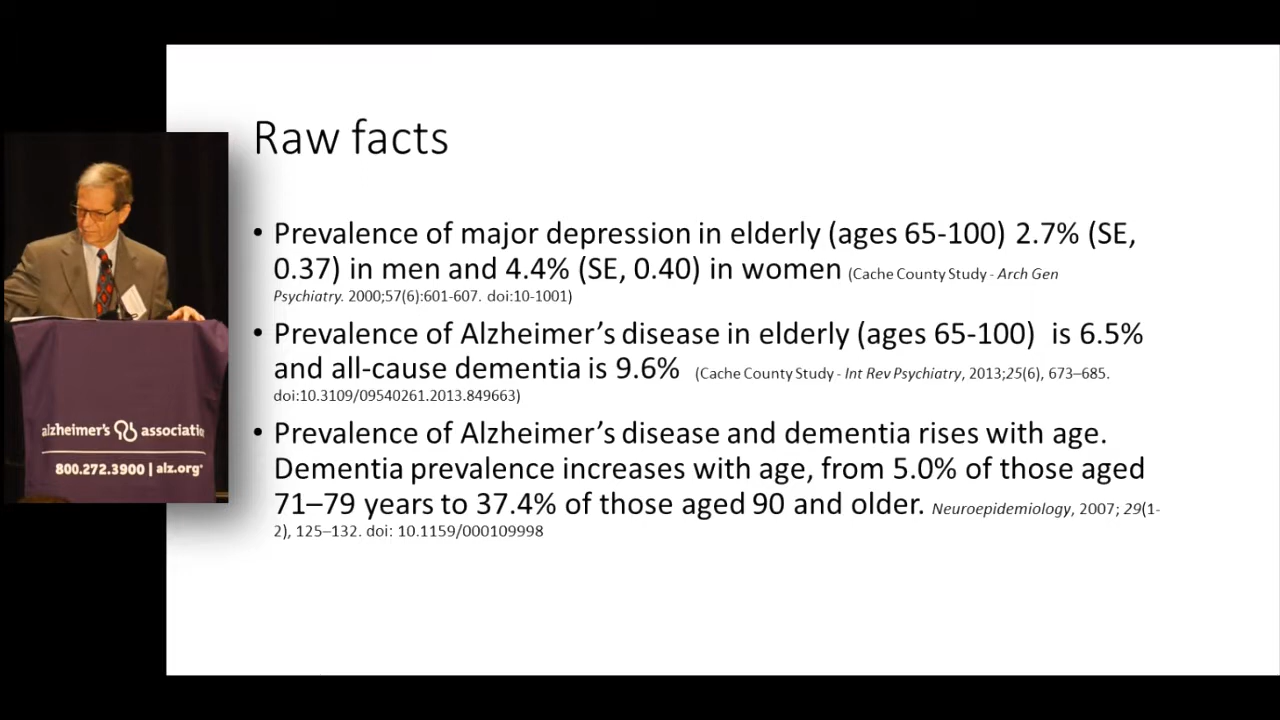 Raw facts
• Prevalence of major depression in elderly (ages 65-100) 2.7% (SE,
0.37) in men and 4.4% (SE, 0.40) in women (Cache County Study - Arch Gen
Psychiatry. 2000;57(6):601-607. doi:10-1001)
• Prevalence of Alzheimer's disease in elderly (ages 65-100) is 6.5%
and all-cause dementia is 9.6% (Cache County Study - Int Rev Psychiatry, 2013;25(6), 673–685.
doi:10.3109/09540261.2013.849663)
• Prevalence of Alzheimer's disease and dementia rises with age.
Dementia prevalence increases with age, from 5.0% of those aged
71–79 years to 37.4% of those aged 90 and older. Neuroepidemiology, 2007; 29(1-
2), 125–132. doi: 10.1159/000109998
alzheimer's associatio
800.272.3900 | alz.org®